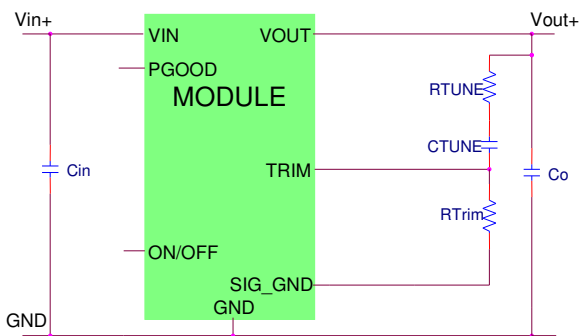 Vin+
Vout+
VIN
VOUT
PGOOD
MODULE
RTUNE
CTUNE
Cin
TRIM
Co
RTrim
ON/OFF
SIG_GND
GND
GND